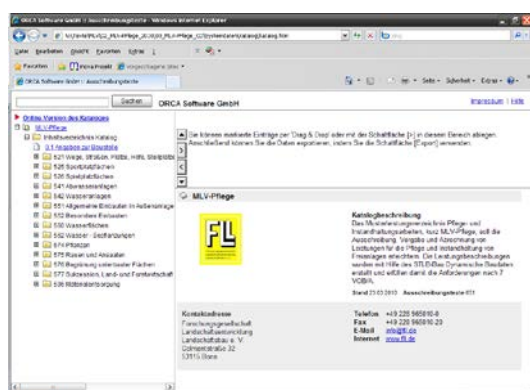 ORCA Software GmbH :: Ausschreibungstexte - Windows Internet Explorer
Datei Bearbeiten Ansicht Favoriten Extras ?
Favoriten
ORCA Software GmbH :: Ausschreibungstexte
Seite Sicherheit Extras
Suchen ORCA Software GmbH Impressum | Hilfe
Online Version des Kataloges
MLV-Pflege
Inhaltsverzeichnis Katalog
0.1 Angaben zur Baustelle
521 Wege, Straßen, Plätze, Höfe, Stellplätze
525 Sportplatzflächen
526 Spielplatzflächen
541 Abwasseranlagen
542 Wasseranlagen
551 Allgemeine Einbauten in Außenanlage
552 Besondere Einbauten
560 Wasserflächen
562 Wasser - Bepflanzungen
574 Pflanzen
575 Rasen und Ansaaten
576 Begrünung unterbauter Flächen
577 Sukzession, Land- und Forstwirtschaft
596 Materialentsorgung
Sie können markierte Einträge per Drag & Drop oder mit der Schaltfläche [>] in diesem Bereich ablegen.
Anschließend können Sie die Daten exportieren, indem Sie die Schaltfläche [Export] verwenden.
MLV-Pflege
FLL
Katalogbeschreibung
Das Musterleistungsverzeichnis Pflege- und
Instandhaltungsarbeiten, kurz MLV-Pflege, soll die
Ausschreibung, Vergabe und Abrechnung von
Leistungen für die Pflege und Instandhaltung von
Freianlagen erleichtern. Die Leistungsbeschreibungen
wurden mit Hilfe des STLB-Bau Dynamische Baudaten
erstellt und erfüllen damit die Anforderungen nach 7
VOB/A.
Stand 23.03.2010 Ausschreibungstexte 651
Kontaktadresse
Forschungsgesellschaft
Landschaftsentwicklung
Landschaftsbau e. V.
Colmantstraße 32
53115 Bonn
Telefon +49 228 965010-0
Fax +49 228 965010-20
E-Mail info@fll.de
Internet www.fll.de